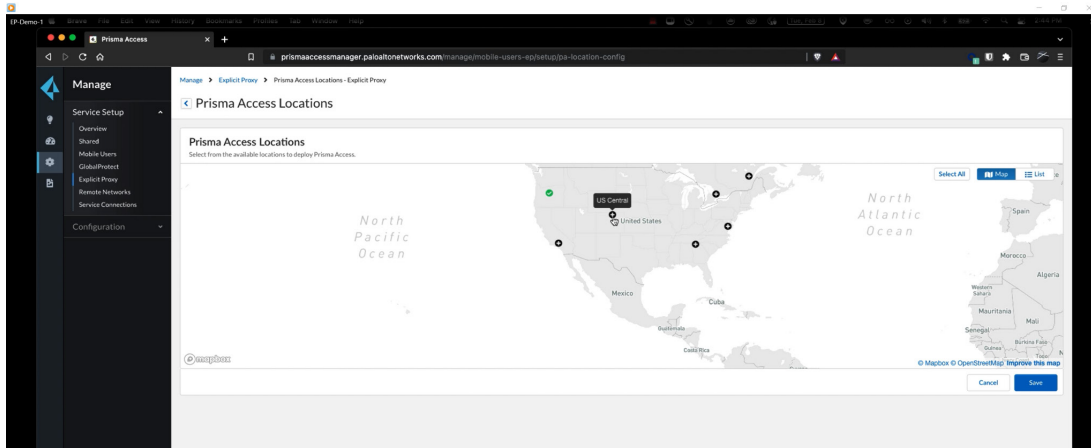 EP-Demo-1 Brave File Edit View History Bookmarks Profiles Tab Window Help 2:44 PM
Prisma Access
prismaaccessmanager.paloaltonetworks.com/manage/mobile-users-ep/setup/pa-location-config
Manage
Service Setup
Overview
Shared
Mobile Users
GlobalProtect
Explicit Proxy
Remote Networks
Service Connections
Configuration
Manage > Explicit Proxy > Prisma Access Locations - Explicit Proxy
Prisma Access Locations
Prisma Access Locations
Select from the available locations to deploy Prisma Access.
Select All Map List
US Central
United States
North
Pacific
Ocean
North
Atlantic
Ocean
Mexico
Cuba
Guatemala
Costa Rica
Spain
Morocco
Algeria
Western
Sahara
Mauritania
Mali
Senegal
Burkina Faso
Guinea
Togo
mapbox
© Mapbox © OpenStreetMap Improve this map
Cancel Save